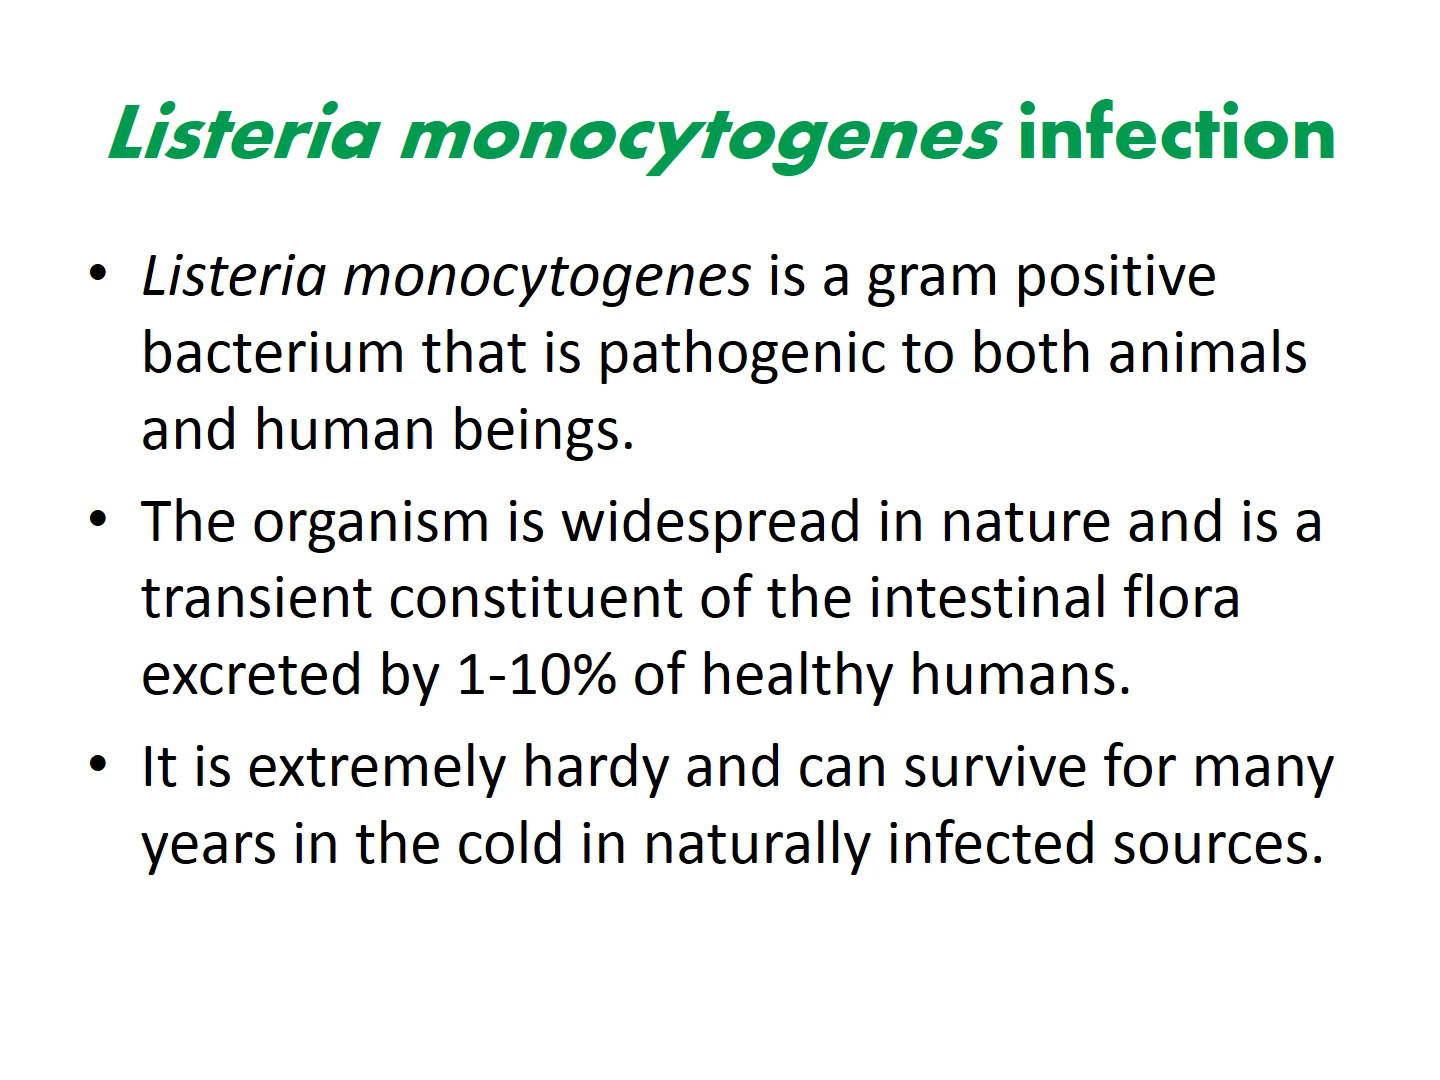 Listeria monocytogenes infection
• Listeria monocytogenes is a gram positive
bacterium that is pathogenic to both animals
and human beings.
• The organism is widespread in nature and is a
transient constituent of the intestinal flora
excreted by 1-10% of healthy humans.
• It is extremely hardy and can survive for many
years in the cold in naturally infected sources.